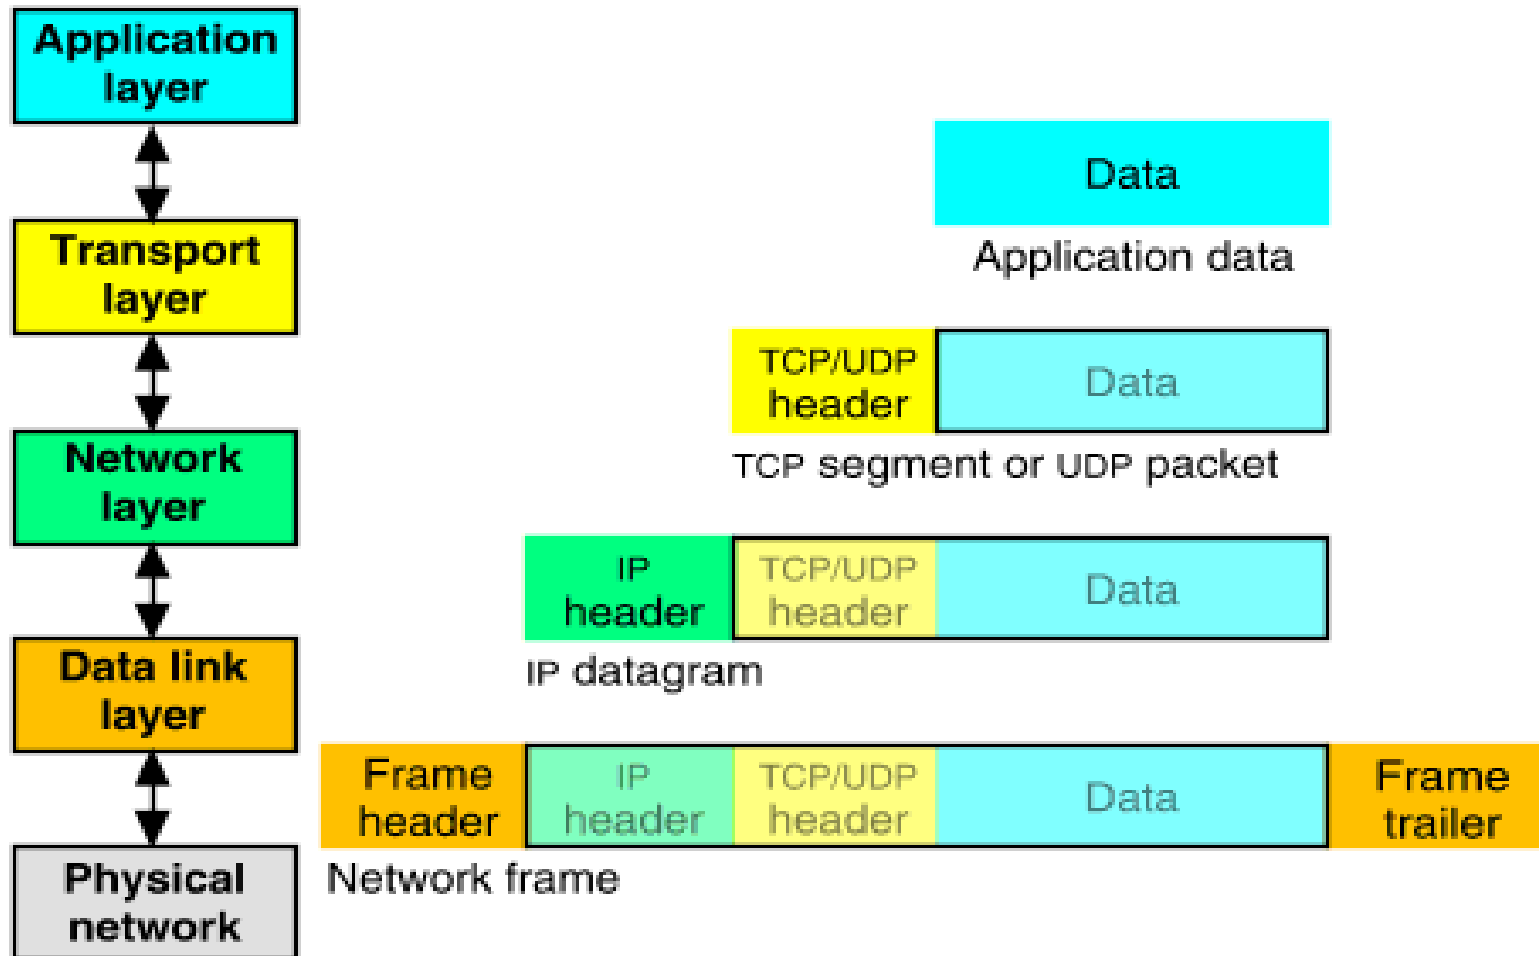 Application
layer
Transport
layer
Network
layer
Data link
layer
Physical
network
Data
Application data
TCP/UDP
header
Data
TCP segment or UDP packet
IP
header
TCP/UDP
header
Data
IP datagram
Frame
header
IP
header
TCP/UDP
header
Data
Frame
trailer
Network frame